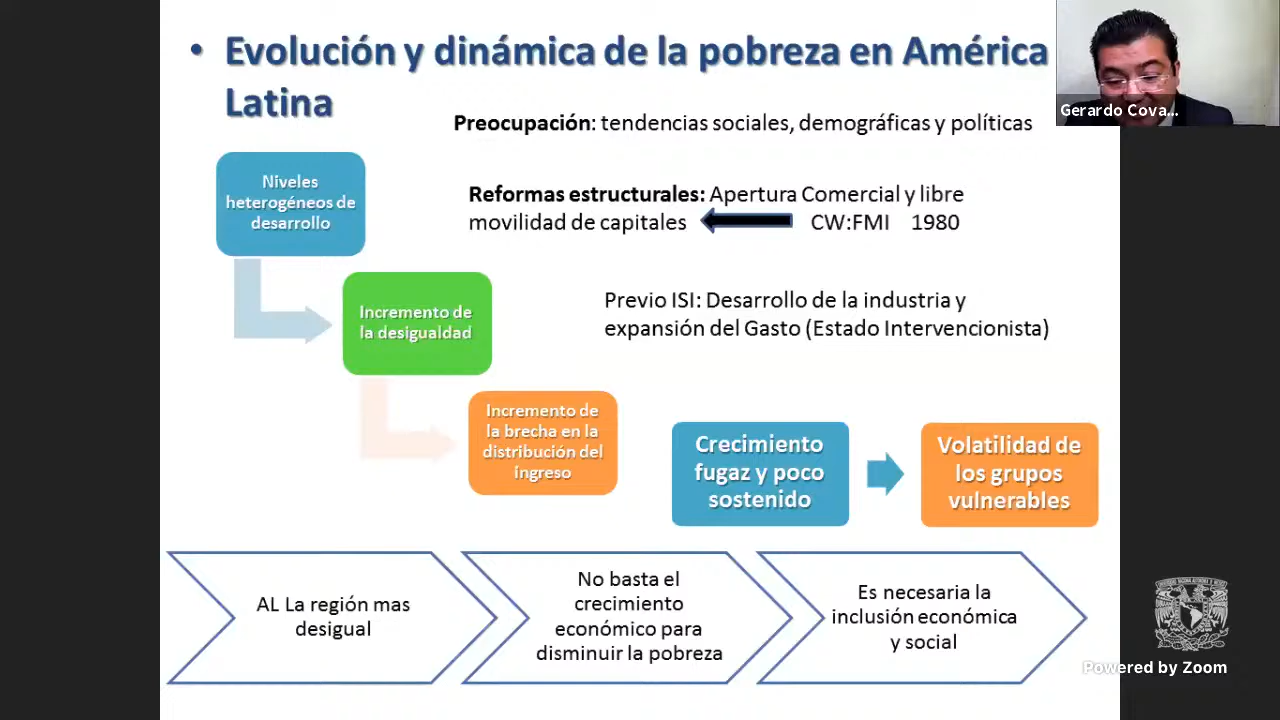 • Evolución y dinámica de la pobreza en América
Latina
Gerardo Cova...
Preocupación: tendencias sociales, demográficas y políticas
Niveles
heterogéneos de
desarrollo
Reformas estructurales: Apertura Comercial y libre
movilidad de capitales CW:FMI 1980
Incremento de
la desigualdad
Previo ISI: Desarrollo de la industria y
expansión del Gasto (Estado Intervencionista)
Incremento de
la brecha en la
distribución del
íngreso
Crecimiento
fugaz y poco
sostenido
Volatilidad de
los grupos
vulnerables
AL La región mas
desigual
No basta el
crecimiento
económico para
disminuir la pobreza
Es necesaria la
inclusión económica
y social
Powered by Zoom